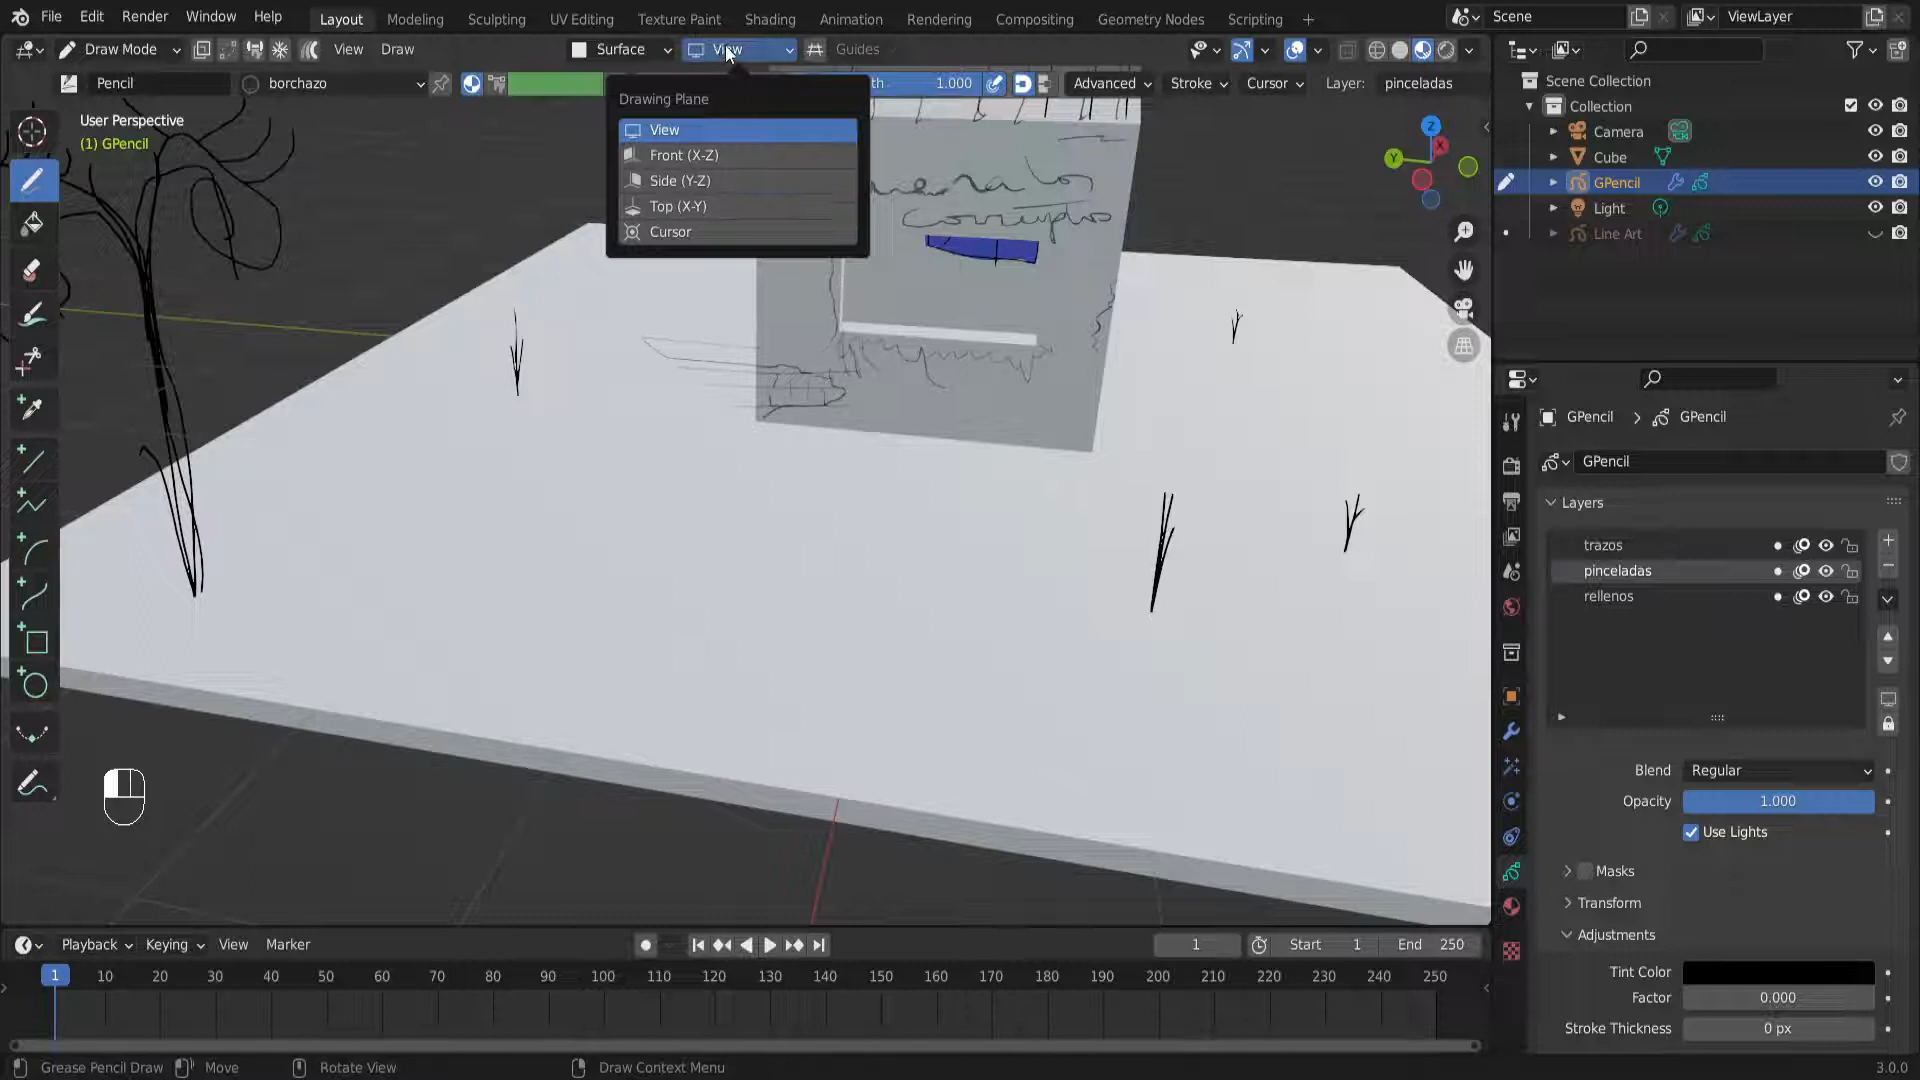 File Edit Render Window Help Layout Modeling Sculpting UV Editing Texture Paint Shading Animation Rendering Compositing Geometry Nodes Scripting + Scene ViewLayer
Draw Mode View Draw Surface View Guides
Pencil borchazo th 1.000 Advanced Stroke Cursor Layer: pinceladas
User Perspective
(1) GPencil
Drawing Plane
View
Front (X-Z)
Side (Y-Z)
Top (X-Y)
Cursor
corruptos
Z
X
Y
Scene Collection
Collection
Camera
Cube
GPencil
Light
Line Art
GPencil > GPencil
GPencil
Layers
trazos
pinceladas
rellenos
Blend Regular
Opacity 1.000
Use Lights
Masks
Transform
Adjustments
Tint Color
Factor 0.000
Stroke Thickness 0 px
Playback Keying View Marker 1 Start 1 End 250
1 10 20 30 40 50 60 70 80 90 100 110 120 130 140 150 160 170 180 190 200 210 220 230 240 250
Grease Pencil Draw Move Rotate View Draw Context Menu 3.0.0